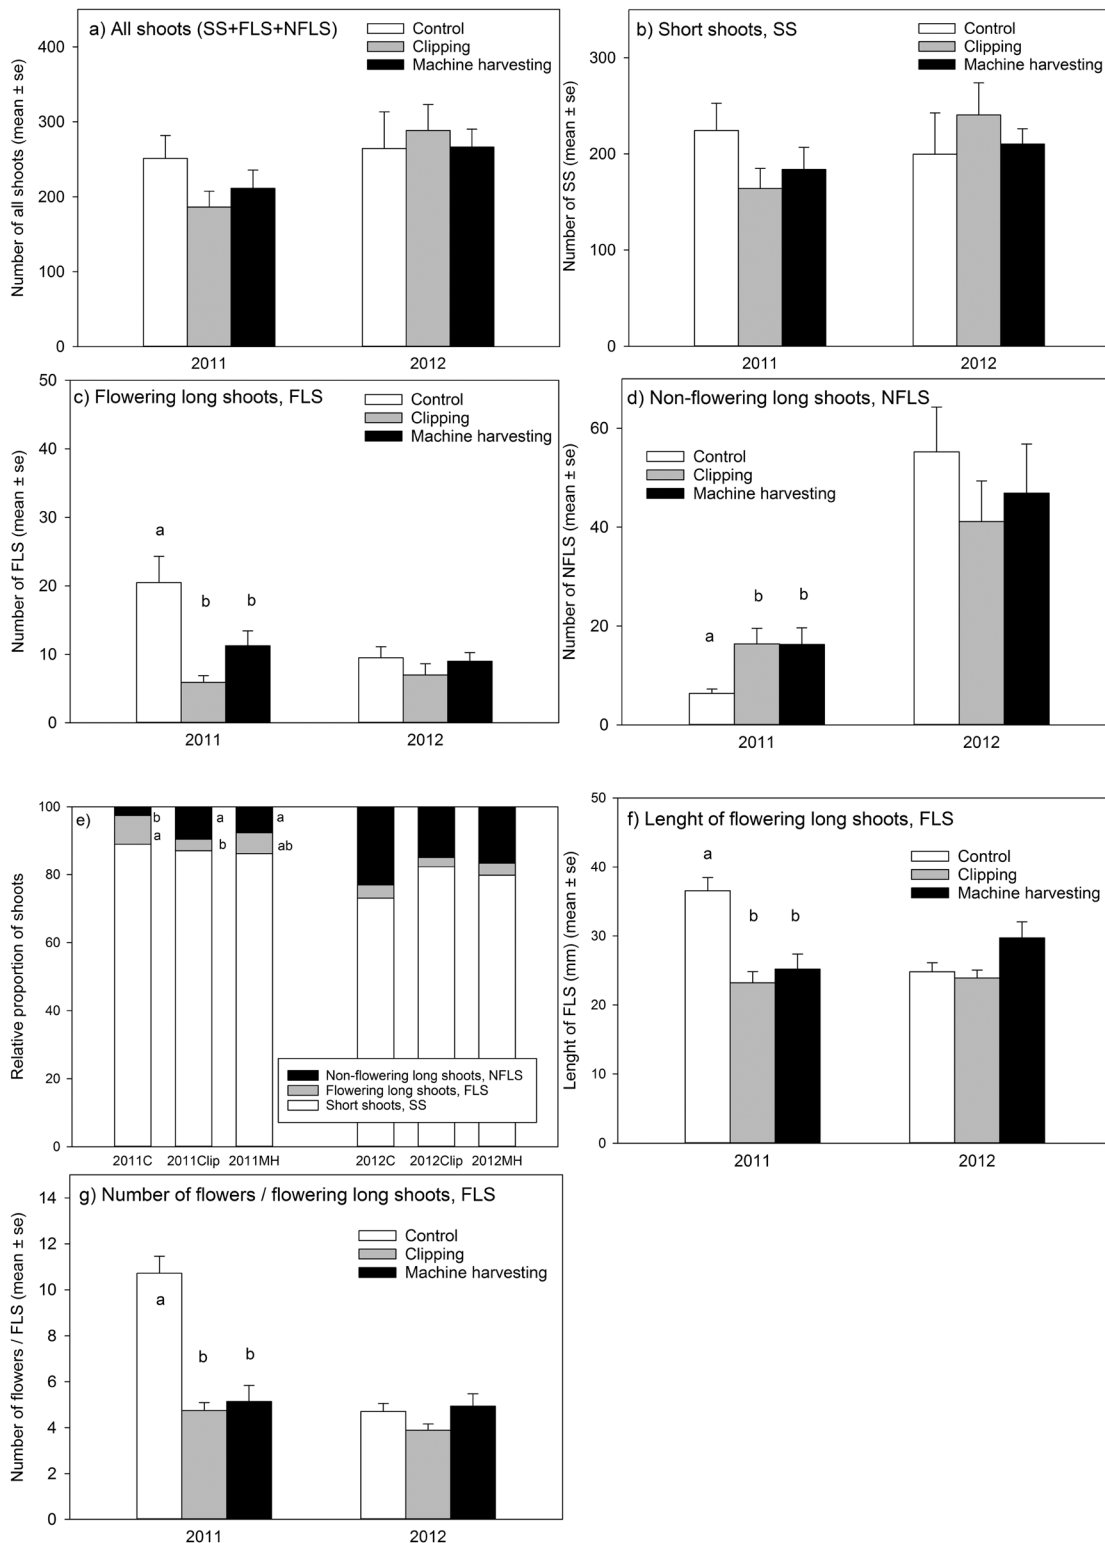 a) All shoots (SS+FLS+NFLS)
Control
Clipping
Machine harvesting
Number of all shoots (mean ± se)
400
300
200
100
0
2011
2012
b) Short shoots, SS
Control
Clipping
Machine harvesting
Number of SS (mean ± se)
300
200
100
0
2011
2012
c) Flowering long shoots, FLS
Control
Clipping
Machine harvesting
Number of FLS (mean ± se)
50
40
30
20
10
0
a
b
b
2011
2012
d) Non-flowering long shoots, NFLS
Control
Clipping
Machine harvesting
Number of NFLS (mean ± se)
60
40
20
0
a
b
b
2011
2012
e)
Relative proportion of shoots
100
80
60
40
20
0
b
a
a
b
a
ab
Non-flowering long shoots, NFLS
Flowering long shoots, FLS
Short shoots, SS
2011C
2011Clip
2011MH
2012C
2012Clip
2012MH
f) Lenght of flowering long shoots, FLS
Control
Clipping
Machine harvesting
Lenght of FLS (mm) (mean ± se)
50
40
30
20
10
0
a
b
b
2011
2012
g) Number of flowers / flowering long shoots, FLS
Control
Clipping
Machine harvesting
Number of flowers / FLS (mean ± se)
14
12
10
8
6
4
2
0
a
b
b
2011
2012